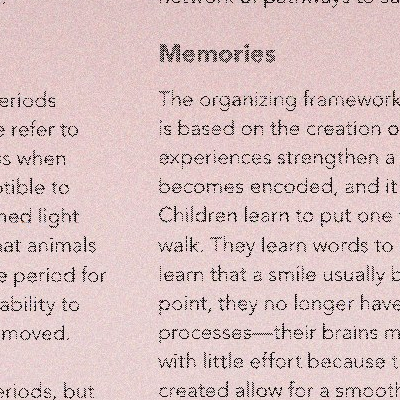 eriods
e refer to
ss when
ptible to
ned light
hat animals
e period for
ability to
moved.
eriods, but
network of pathways to
Memories
The organizing framework
is based on the creation o
experiences strengthen a
becomes encoded, and it
Children learn to put one
walk. They learn words to
learn that a smile usually b
point, they no longer have
processes—their brains m
with little effort because t
created allow for a smooth